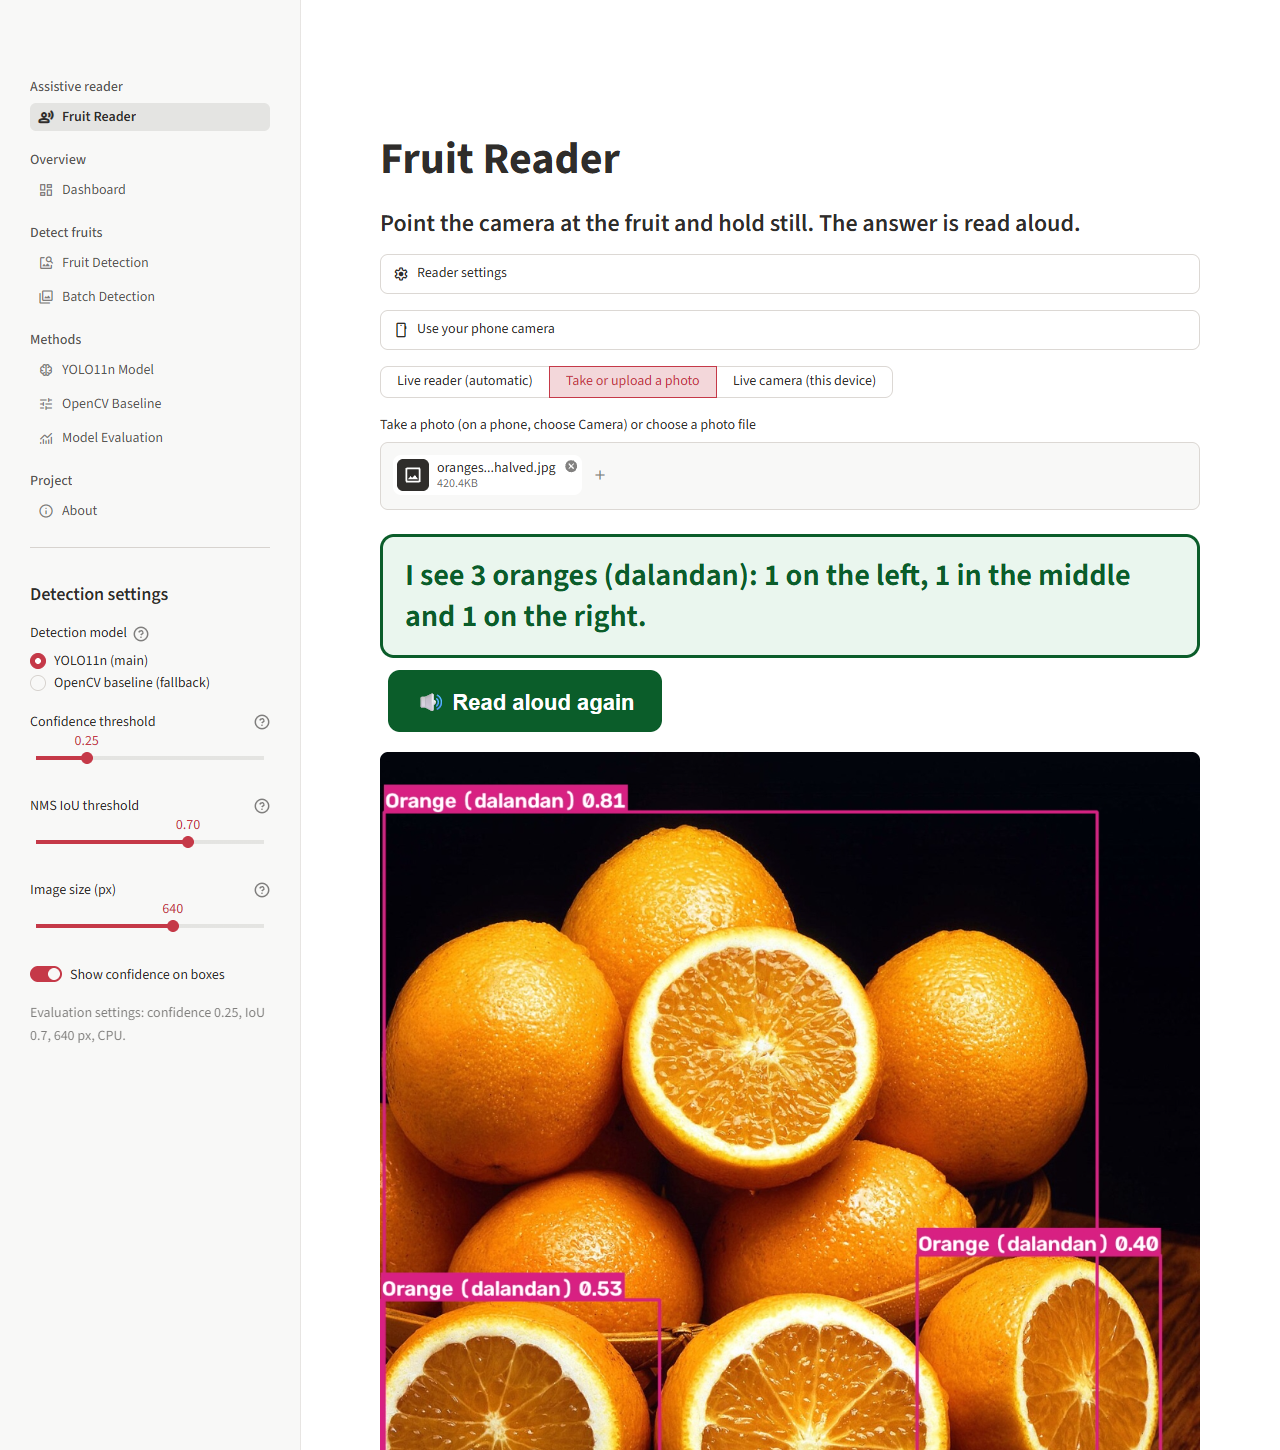 Assistive reader
Fruit Reader
Overview
Dashboard
Detect fruits
Fruit Detection
Batch Detection
Methods
YOLO11n Model
OpenCV Baseline
Model Evaluation
Project
About
Detection settings
Detection model
YOLO11n (main)
OpenCV baseline (fallback)
Confidence threshold
0.25
NMS IoU threshold
0.70
Image size (px)
640
Show confidence on boxes
Evaluation settings: confidence 0.25, IoU
0.7, 640 px, CPU.
Fruit Reader
Point the camera at the fruit and hold still. The answer is read aloud.
Reader settings
Use your phone camera
Live reader (automatic)
Take or upload a photo
Live camera (this device)
Take a photo (on a phone, choose Camera) or choose a photo file
oranges...halved.jpg
420.4KB
I see 3 oranges (dalandan): 1 on the left, 1 in the middle
and 1 on the right.
Read aloud again
Orange (dalandan) 0.81
Orange (dalandan) 0.40
Orange (dalandan) 0.53